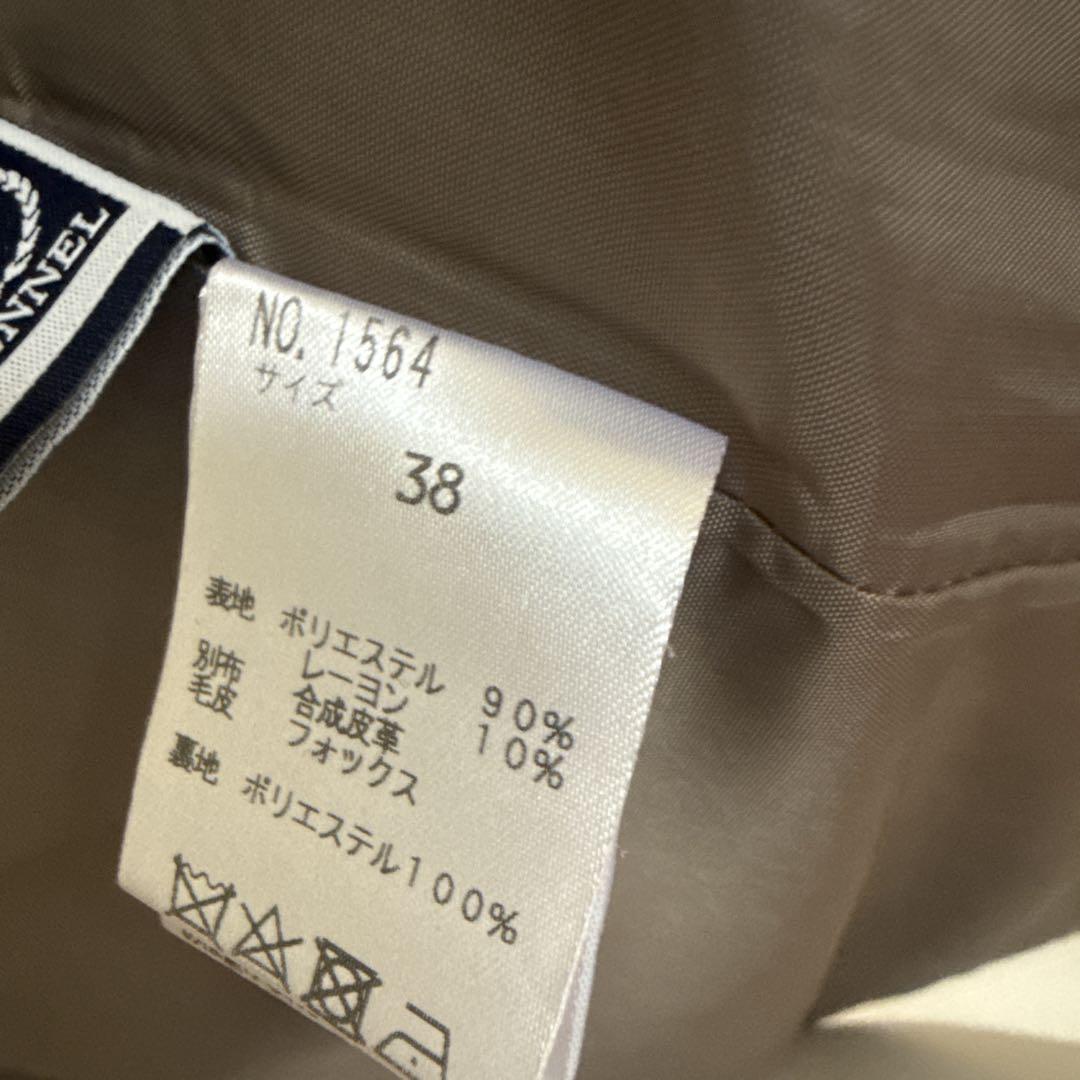 NNEL
NO. 1564
サイズ
38
表地 ポリエステル 90%
レーヨン 10%
別布 合成皮革
毛皮 フォックス
裏地 ポリエステル100%